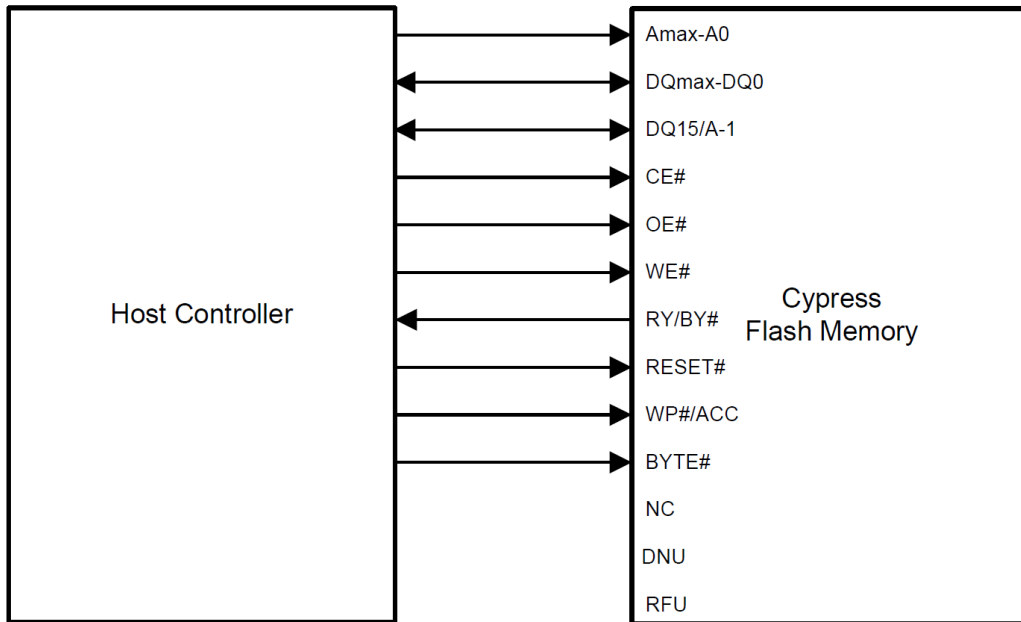 Host Controller
Amax-A0
DQmax-DQ0
DQ15/A-1
CE#
OE#
WE#
RY/BY#
RESET#
WP#/ACC
BYTE#
NC
DNU
RFU
Cypress
Flash Memory